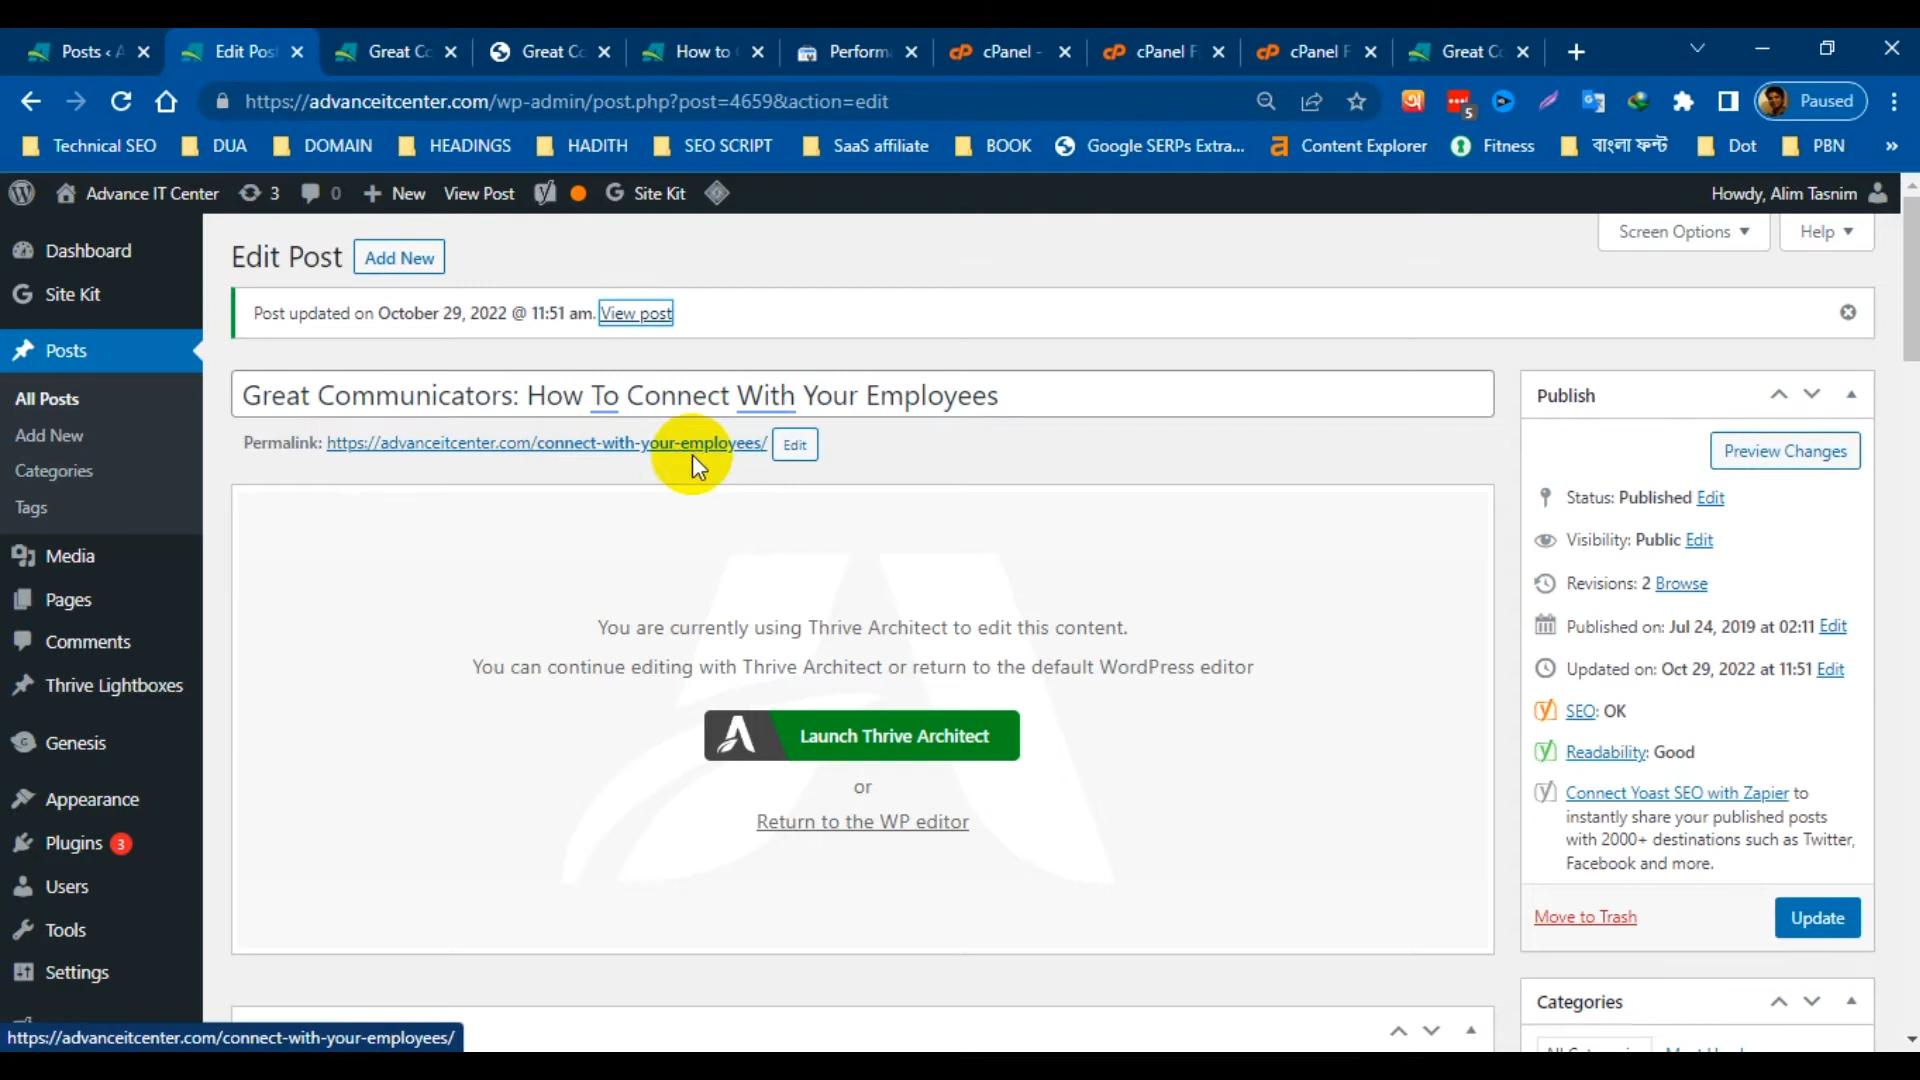 Posts ‹ A
Edit Pos
Great Co
Great Co
How to
Perform
cPanel -
cPanel F
cPanel F
Great Co
https://advanceitcenter.com/wp-admin/post.php?post=4659&action=edit
5
Paused
Technical SEO
DUA
DOMAIN
HEADINGS
HADITH
SEO SCRIPT
SaaS affiliate
BOOK
Google SERPs Extra...
Content Explorer
Fitness
বাংলা ফন্ট
Dot
PBN
»
Advance IT Center
3
0
New
View Post
Site Kit
Howdy, Alim Tasnim
Dashboard
Site Kit
Posts
All Posts
Add New
Categories
Tags
Media
Pages
Comments
Thrive Lightboxes
Genesis
Appearance
Plugins 3
Users
Tools
Settings
Screen Options
Help
Edit Post
Add New
Post updated on October 29, 2022 @ 11:51 am. View post
Great Communicators: How To Connect With Your Employees
Permalink: https://advanceitcenter.com/connect-with-your-employees/ Edit
You are currently using Thrive Architect to edit this content.
You can continue editing with Thrive Architect or return to the default WordPress editor
Launch Thrive Architect
or
Return to the WP editor
Publish
Preview Changes
Status: Published Edit
Visibility: Public Edit
Revisions: 2 Browse
Published on: Jul 24, 2019 at 02:11 Edit
Updated on: Oct 29, 2022 at 11:51 Edit
SEO: OK
Readability: Good
Connect Yoast SEO with Zapier to
instantly share your published posts
with 2000+ destinations such as Twitter,
Facebook and more.
Move to Trash
Update
Categories
https://advanceitcenter.com/connect-with-your-employees/